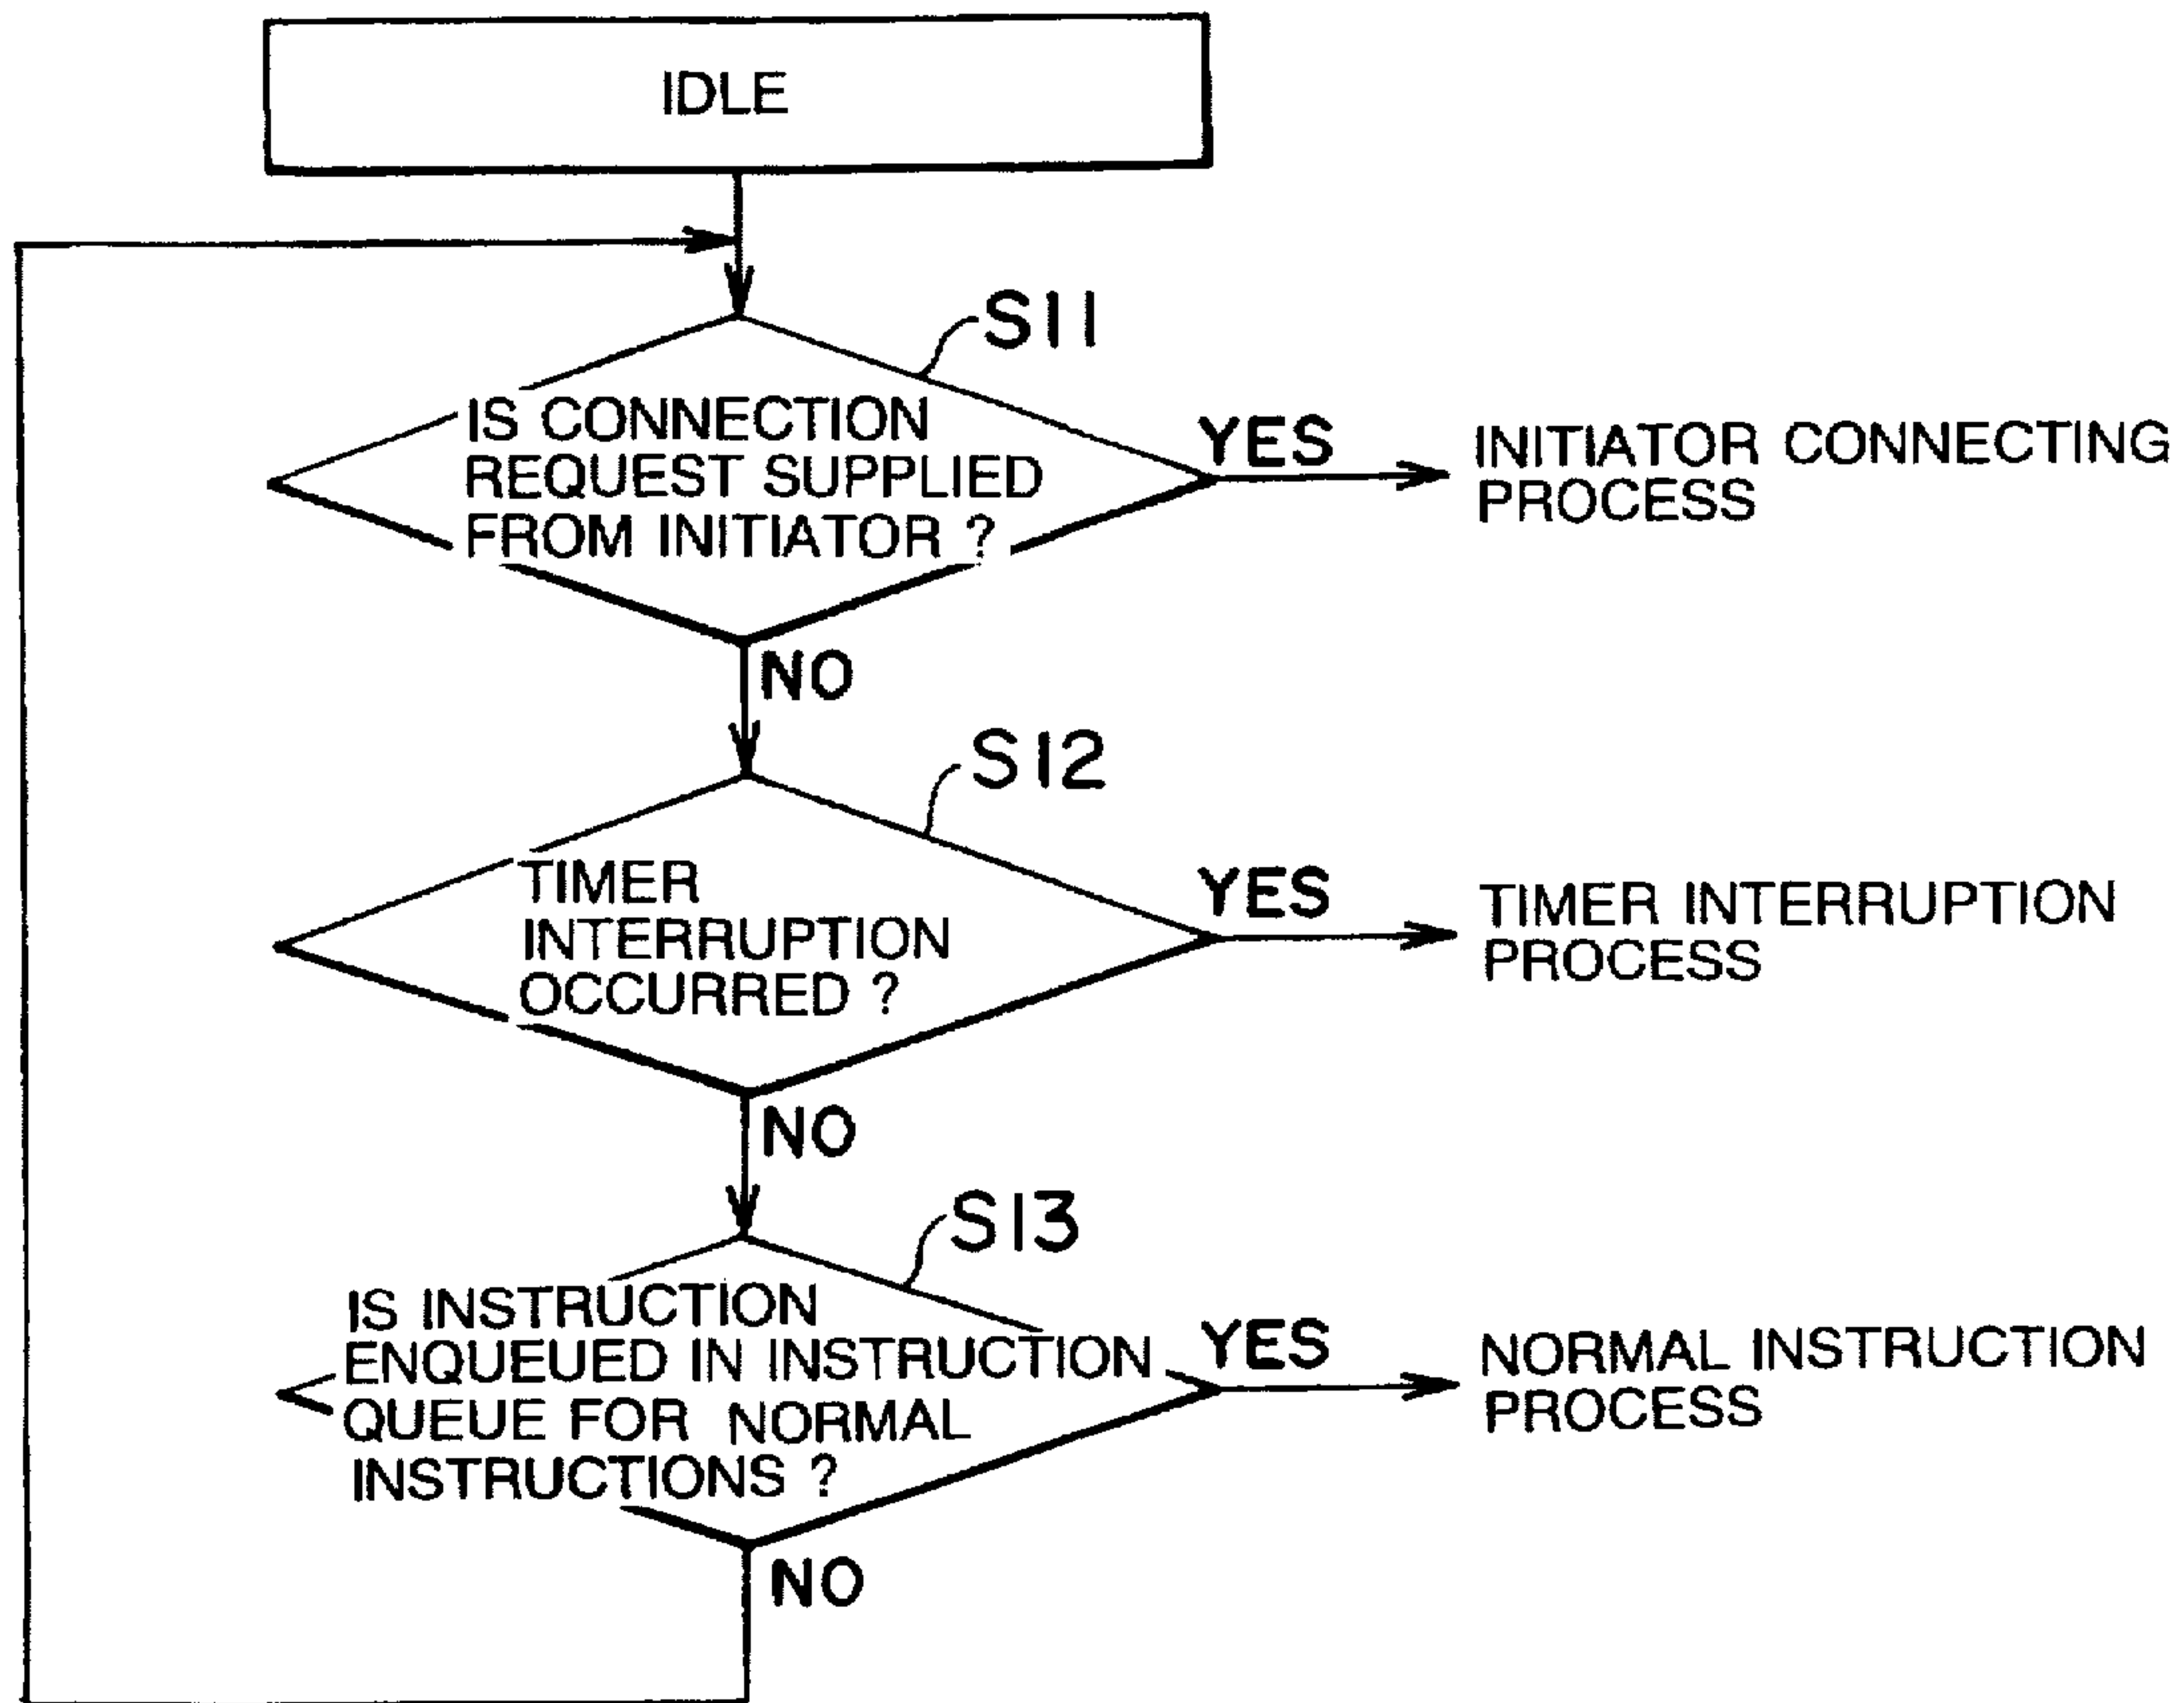 IDLE
S11
IS CONNECTION
REQUEST SUPPLIED
FROM INITIATOR ?
YES
INITIATOR CONNECTING
PROCESS
NO
S12
TIMER
INTERRUPTION
OCCURRED ?
YES
TIMER INTERRUPTION
PROCESS
NO
S13
IS INSTRUCTION
ENQUEUED IN INSTRUCTION
QUEUE FOR NORMAL
INSTRUCTIONS ?
YES
NORMAL INSTRUCTION
PROCESS
NO